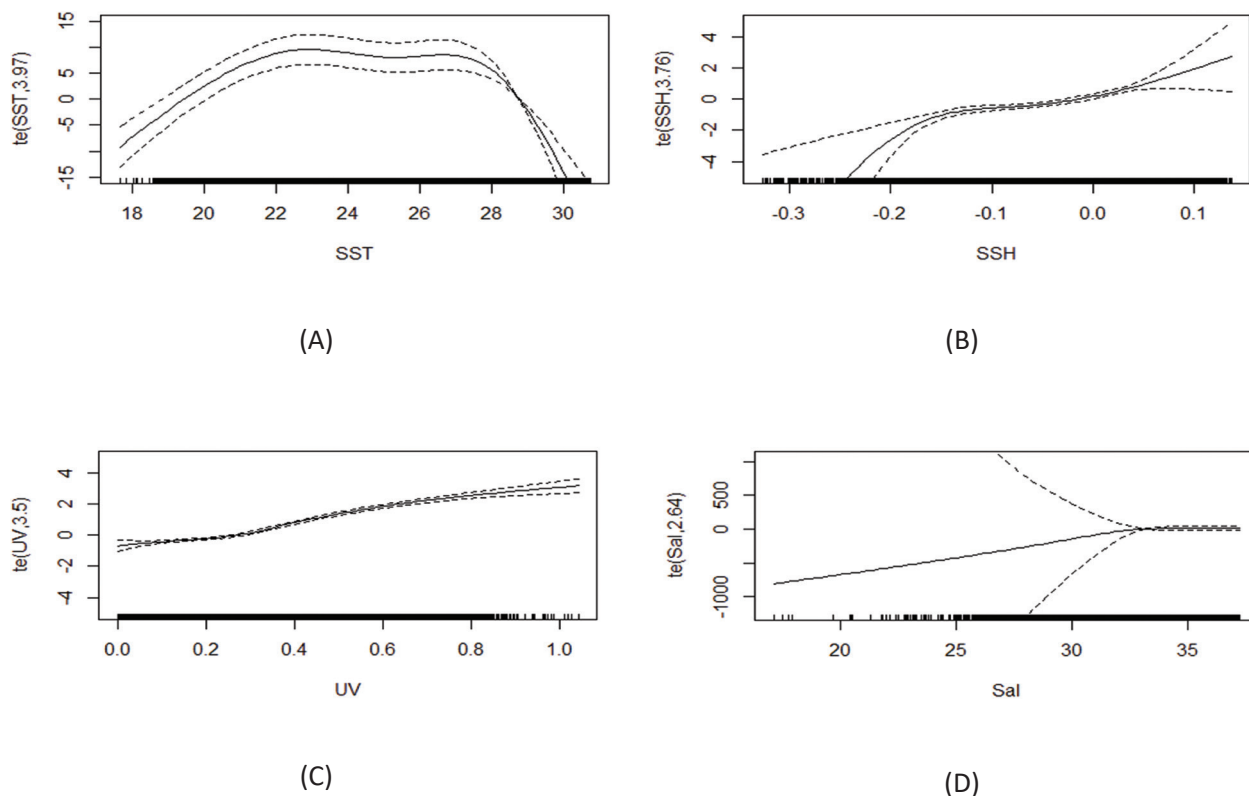 te(SST,3.97)
15
5
0
-5
-15
18 20 22 24 26 28 30
SST
(A)
te(SSH,3.76)
4
2
0
-2
-4
-0.3 -0.2 -0.1 0.0 0.1
SSH
(B)
te(UV,3.5)
4
2
0
-2
-4
0.0 0.2 0.4 0.6 0.8 1.0
UV
(C)
te(Sal,2.64)
500
0
-1000
20 25 30 35
Sal
(D)